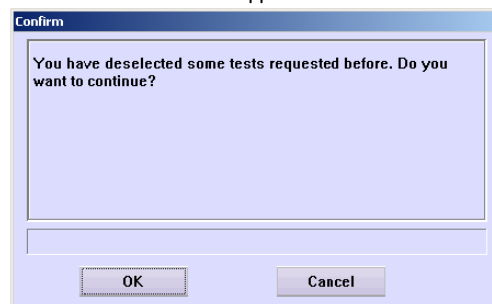 Confirm
You have deselected some tests requested before. Do you
want to continue?
OK
Cancel